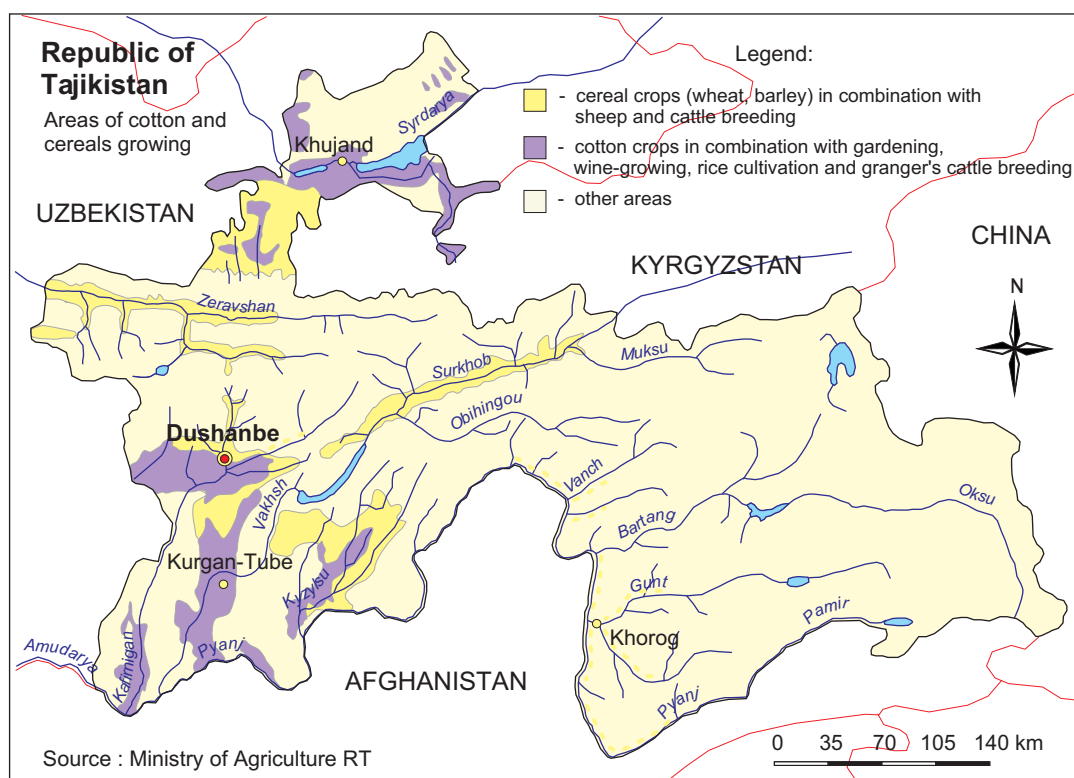 Republic of
Tajikistan
Areas of cotton and
cereals growing
Legend:
- cereal crops (wheat, barley) in combination with
sheep and cattle breeding
- cotton crops in combination with gardening,
wine-growing, rice cultivation and granger's cattle breeding
- other areas
Syrdarya
Khujand
UZBEKISTAN
CHINA
KYRGYZSTAN
N
Zeravshan
Surkhob
Muksu
Obihingou
Dushanbe
Vanch
Vakhsh
Oksu
Bartang
Kurgan-Tube
Kyzylsu
Gunt
Pamir
Khorog
Pyanj
Amudarya
Kafirnigan
AFGHANISTAN
Pyanj
Source : Ministry of Agriculture RT
0 35 70 105 140 km